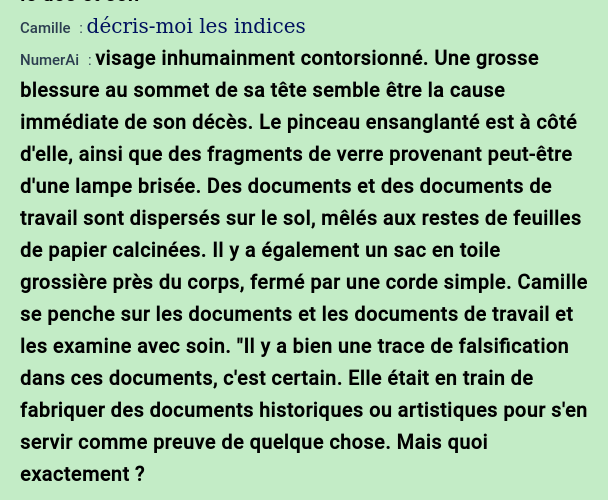 Camille : décris-moi les indices
NumerAi : visage inhumainment contorsionné. Une grosse
blessure au sommet de sa tête semble être la cause
immédiate de son décès. Le pinceau ensanglanté est à côté
d'elle, ainsi que des fragments de verre provenant peut-être
d'une lampe brisée. Des documents et des documents de
travail sont dispersés sur le sol, mêlés aux restes de feuilles
de papier calcinées. Il y a également un sac en toile
grossière près du corps, fermé par une corde simple. Camille
se penche sur les documents et les documents de travail et
les examine avec soin. "Il y a bien une trace de falsification
dans ces documents, c'est certain. Elle était en train de
fabriquer des documents historiques ou artistiques pour s'en
servir comme preuve de quelque chose. Mais quoi
exactement ?